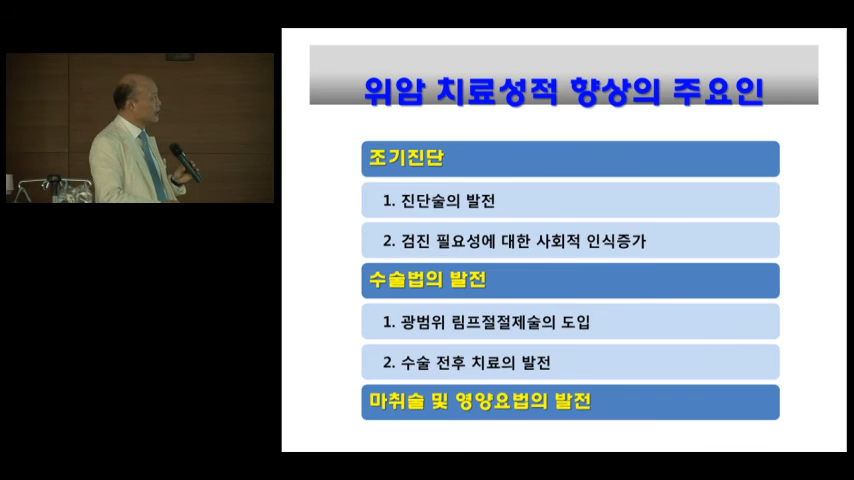 위암 치료성적 향상의 주요인
조기진단
1. 진단술의 발전
2. 검진 필요성에 대한 사회적 인식증가
수술법의 발전
1. 광범위 림프절절제술의 도입
2. 수술 전후 치료의 발전
마취술 및 영양요법의 발전